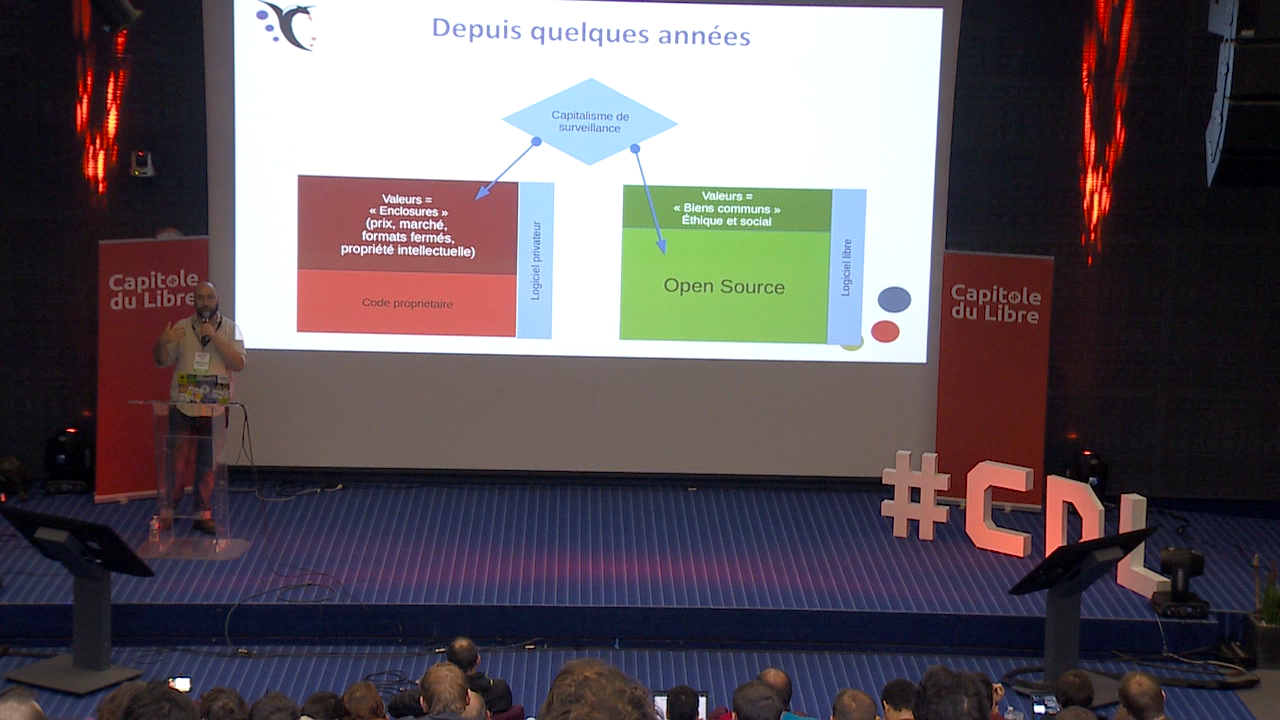 Depuis quelques années
Capitalisme de
surveillance
Valeurs =
« Enclosures »
(prix, marché,
formats fermés,
propriété intellectuelle)
Code propriétaire
Logiciel privateur
Valeurs =
« Biens communs »
Éthique et social
Open Source
Logiciel libre
Capitole
du Libre
Capitole
du Libre
#CDL